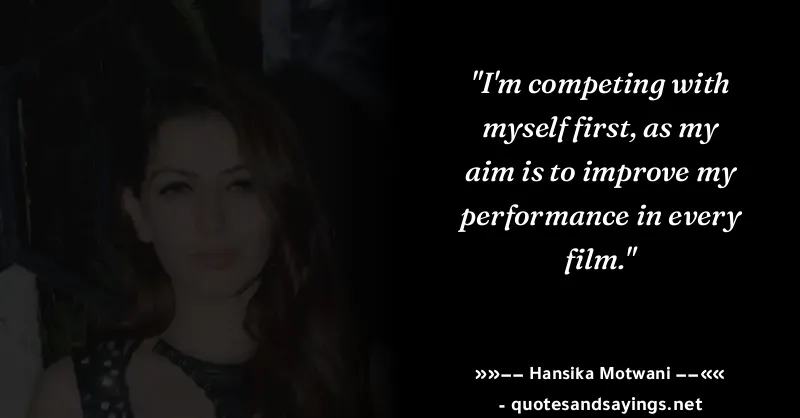 "I'm competing with
myself first, as my
aim is to improve my
performance in every
film."
»»−− Hansika Motwani −−««
- quotesandsayings.net